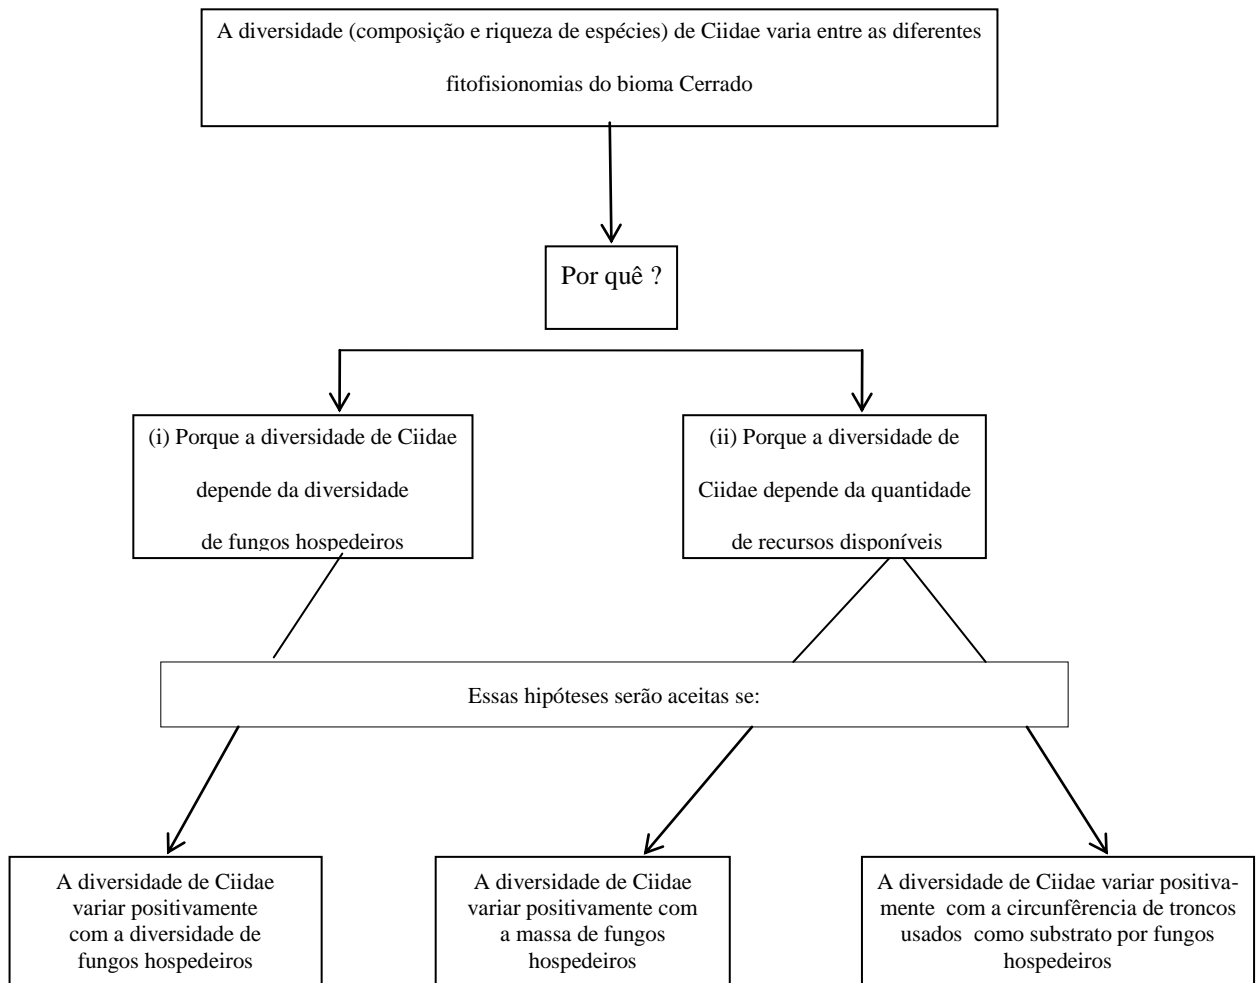 A diversidade (composição e riqueza de espécies) de Ciidae varia entre as diferentes
fitofisionomias do bioma Cerrado
Por quê ?
(i) Porque a diversidade de Ciidae
depende da diversidade
de fungos hospedeiros
(ii) Porque a diversidade de
Ciidae depende da quantidade
de recursos disponíveis
Essas hipóteses serão aceitas se:
A diversidade de Ciidae
variar positivamente
com a diversidade de
fungos hospedeiros
A diversidade de Ciidae
variar positivamente com
a massa de fungos
hospedeiros
A diversidade de Ciidae variar positiva-
mente com a circunfêrencia de troncos
usados como substrato por fungos
hospedeiros